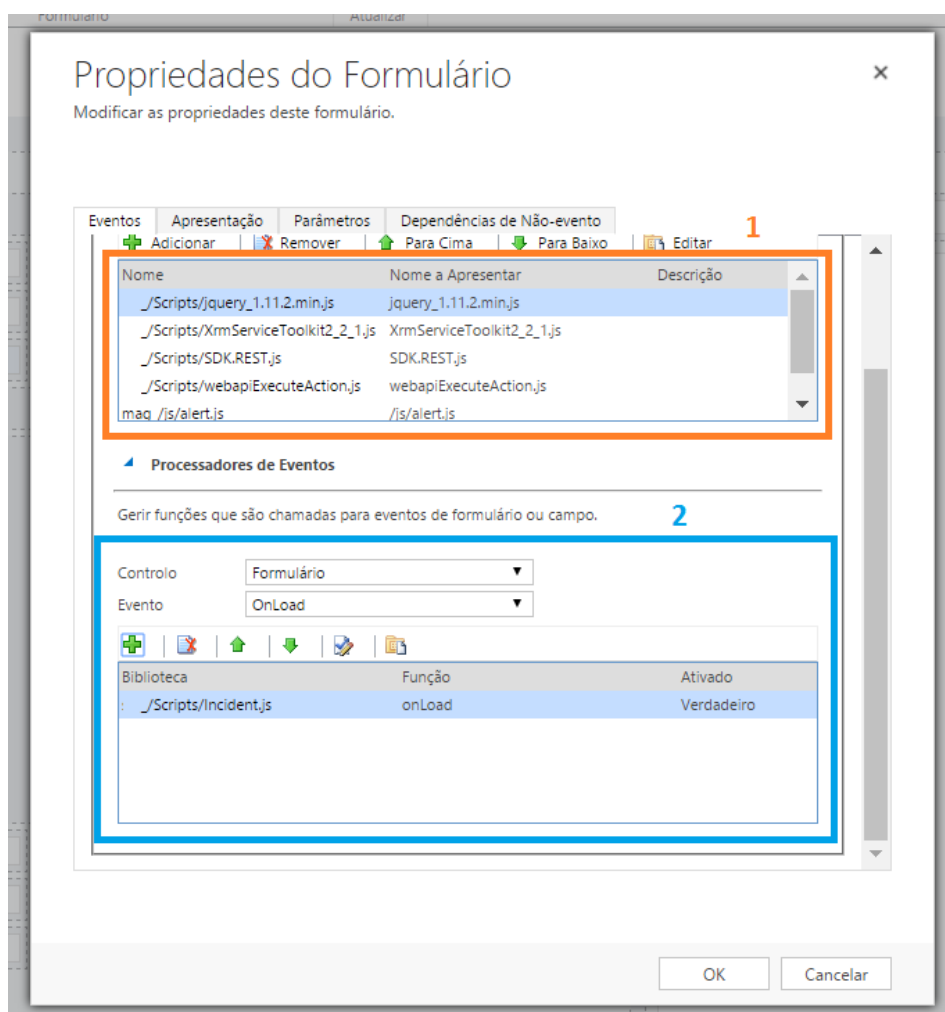 Formulário Atualizar
Propriedades do Formulário
Modificar as propriedades deste formulário.
Eventos Apresentação Parâmetros Dependências de Não-evento
1
Adicionar Remover Para Cima Para Baixo Editar
Nome Nome a Apresentar Descrição
_/Scripts/jquery_1.11.2.min.js jquery_1.11.2.min.js
_/Scripts/XrmServiceToolkit2_2_1.js XrmServiceToolkit2_2_1.js
_/Scripts/SDK.REST.js SDK.REST.js
_/Scripts/webapiExecuteAction.js webapiExecuteAction.js
mag_/js/alert.js /js/alert.js
Processadores de Eventos
Gerir funções que são chamadas para eventos de formulário ou campo.
2
Controlo Formulário
Evento OnLoad
Biblioteca Função Ativado
_/Scripts/Incident.js onLoad Verdadeiro
OK Cancelar